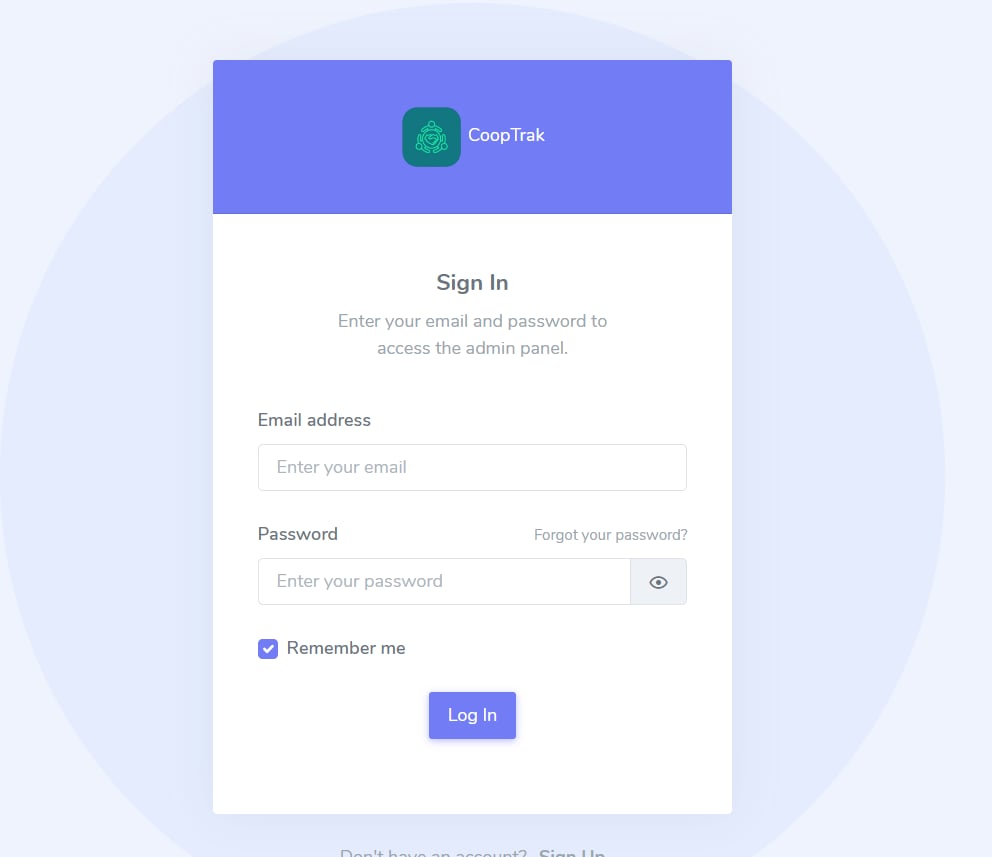 CoopTrak
Sign In
Enter your email and password to
access the admin panel.
Email address
Enter your email
Password
Forgot your password?
Enter your password
Remember me
Log In
Don't have an account? Sign Up